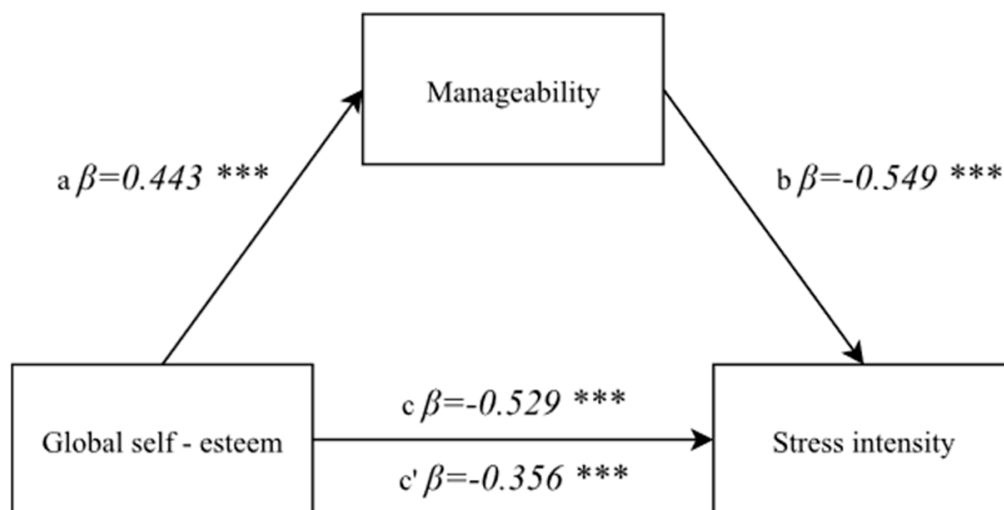 Manageability
a β=0.443 ***
b β=-0.549 ***
c β=-0.529 ***
Global self - esteem
Stress intensity
c' β=-0.356 ***